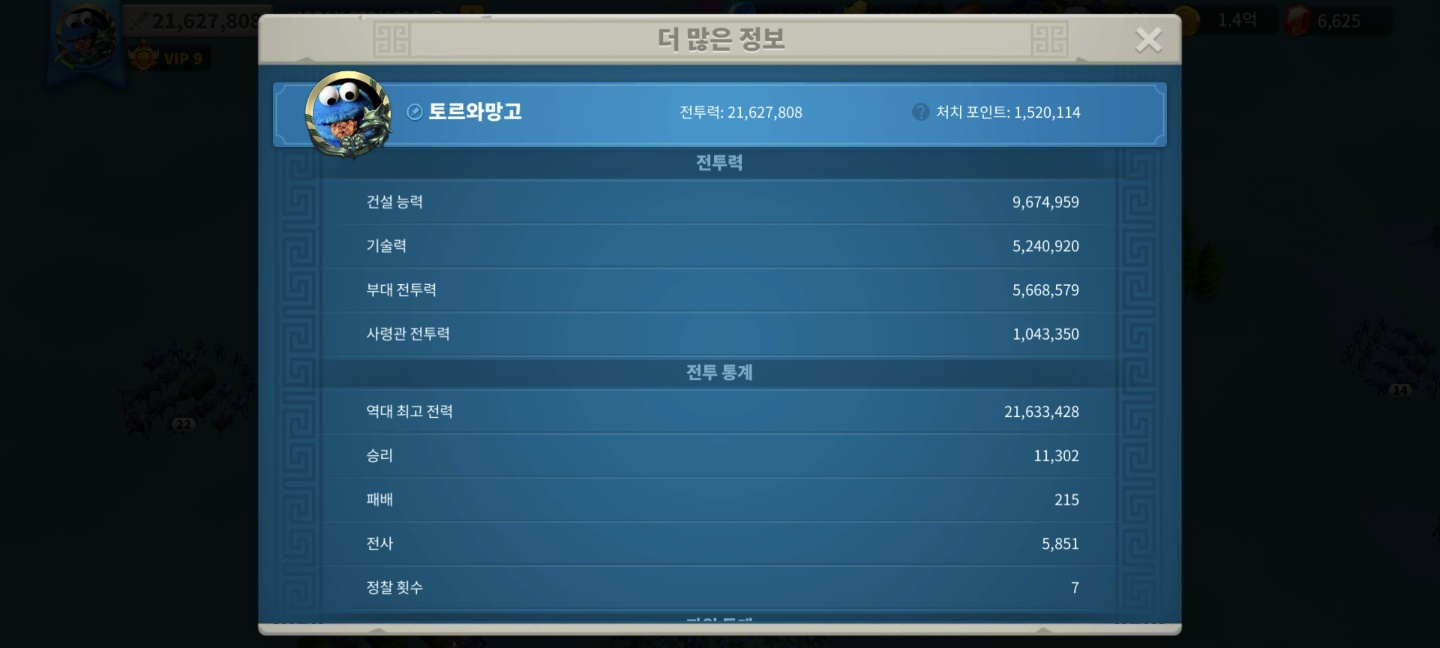 21,627,808
VIP 9
더 많은 정보
1.4억
6,625
토르와망고
전투력: 21,627,808
? 처치 포인트: 1,520,114
전투력
건설 능력 9,674,959
기술력 5,240,920
부대 전투력 5,668,579
사령관 전투력 1,043,350
전투 통계
역대 최고 전력 21,633,428
승리 11,302
패배 215
전사 5,851
정찰 횟수 7
22
14